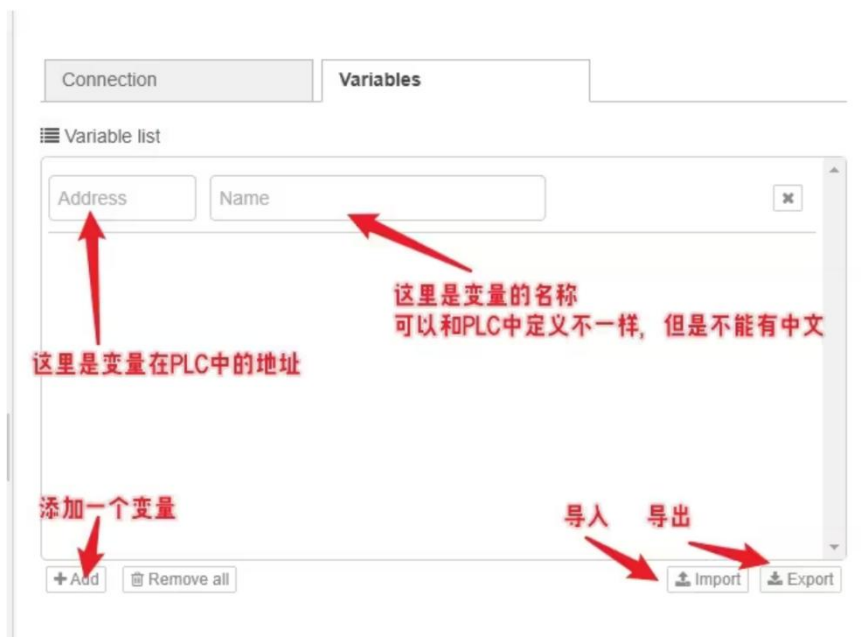 Connection
Variables
Variable list
Address
Name
这里是变量的名称
可以和PLC中定义不一样, 但是不能有中文
这里是变量在PLC中的地址
添加一个变量
导入
导出
Add
Remove all
Import
Export